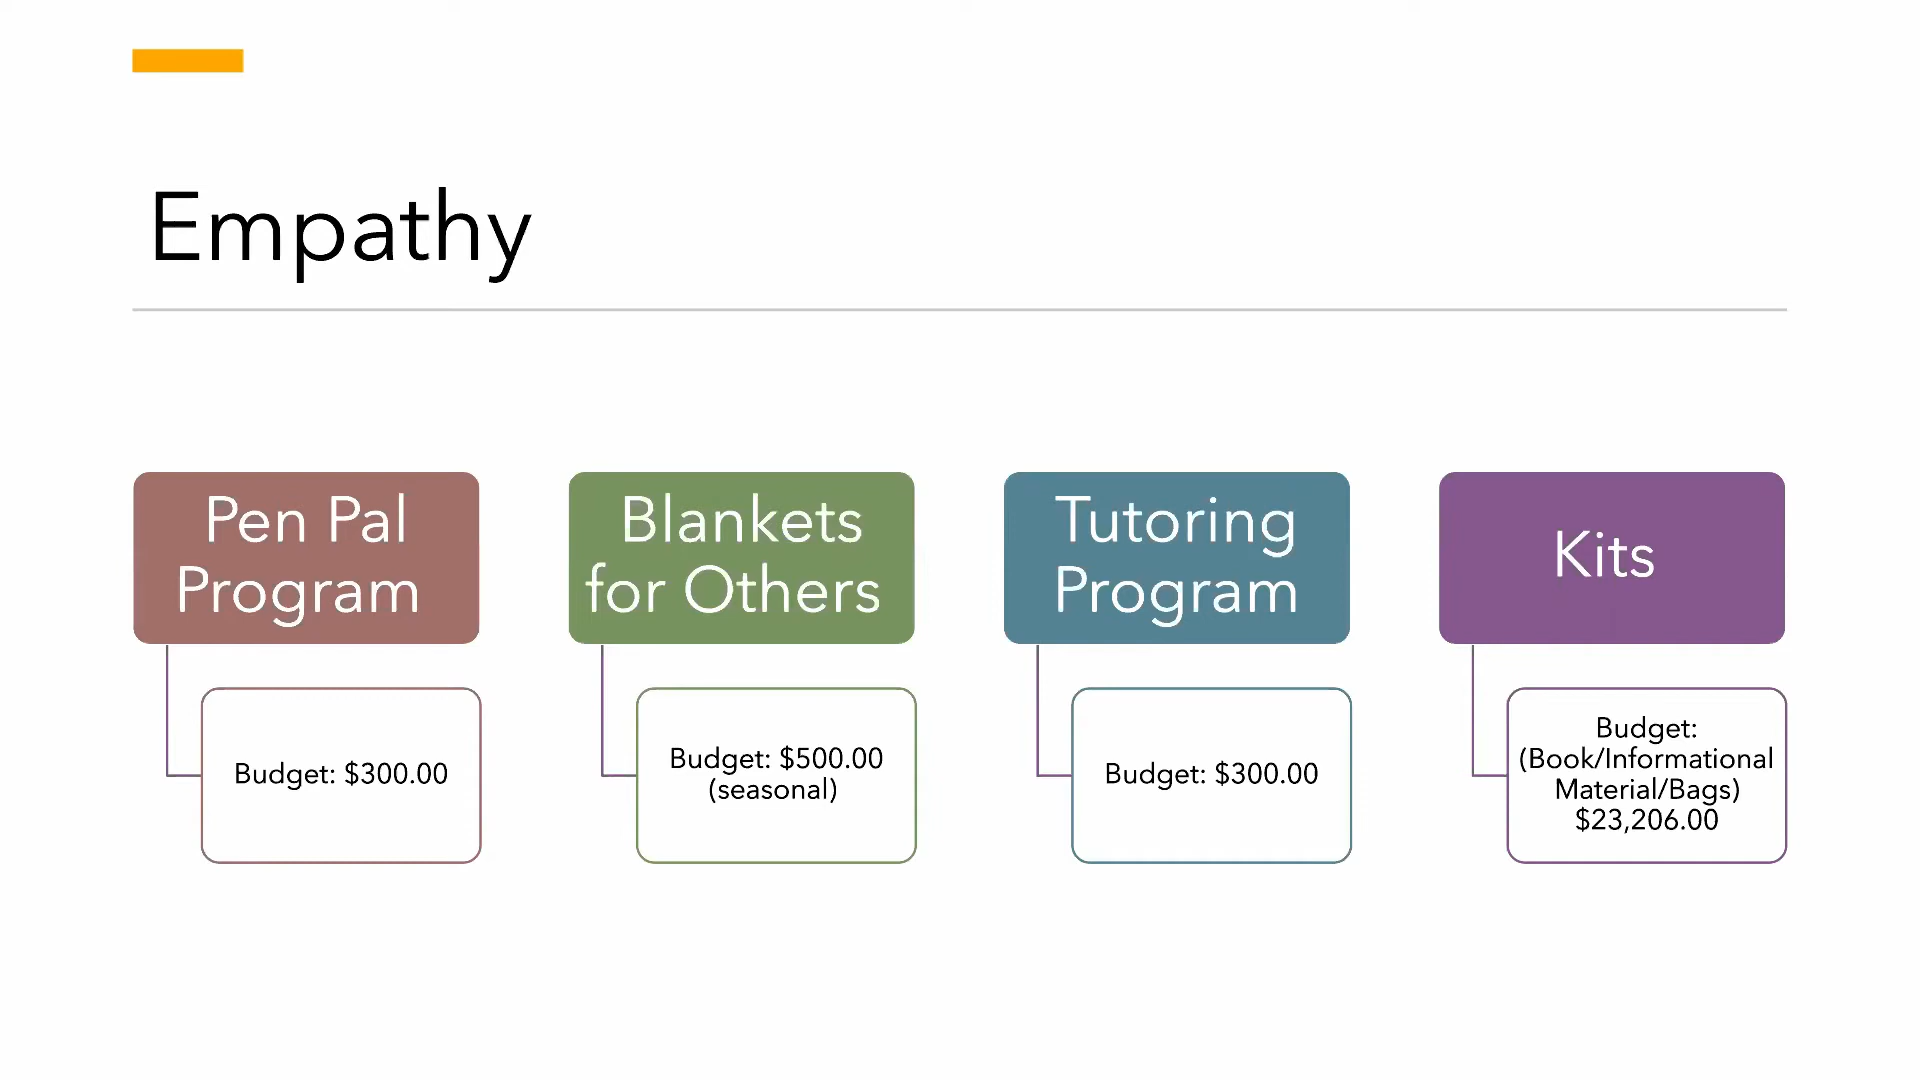 Empathy
Pen Pal
Program
Budget: $300.00
Blankets
for Others
Budget: $500.00
(seasonal)
Tutoring
Program
Budget: $300.00
Kits
Budget:
(Book/Informational
Material/Bags)
$23,206.00